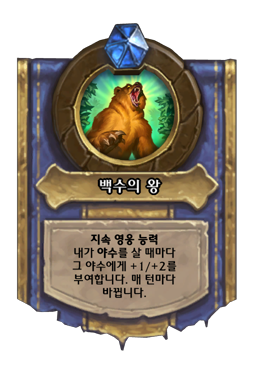 백수의 왕
지속 영웅 능력
내가 야수를 살 때마다
그 야수에게 +1/+2를
부여합니다. 매 턴마다
바뀝니다.